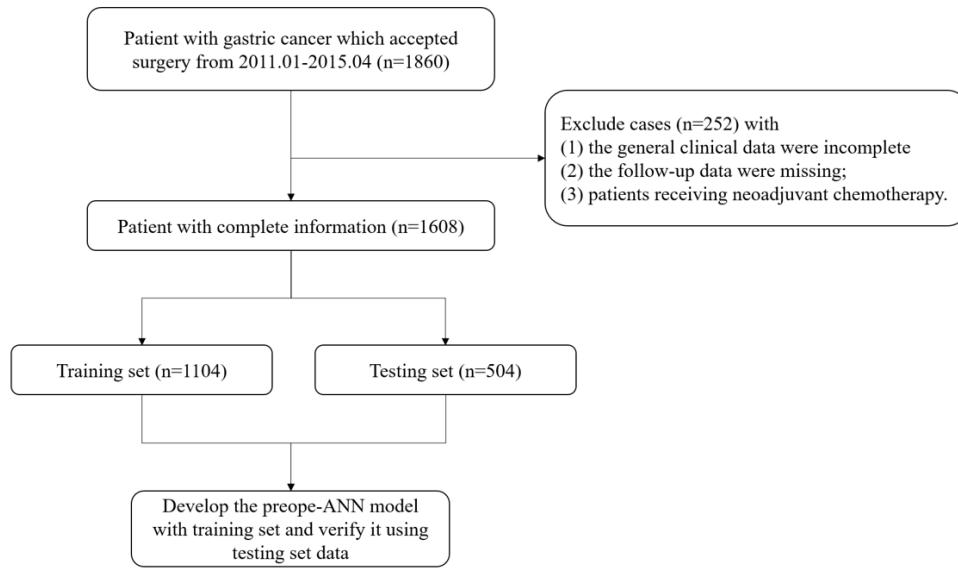 Patient with gastric cancer which accepted
surgery from 2011.01-2015.04 (n=1860)
Exclude cases (n=252) with
(1) the general clinical data were incomplete
(2) the follow-up data were missing;
(3) patients receiving neoadjuvant chemotherapy.
Patient with complete information (n=1608)
Training set (n=1104)
Testing set (n=504)
Develop the preope-ANN model
with training set and verify it using
testing set data